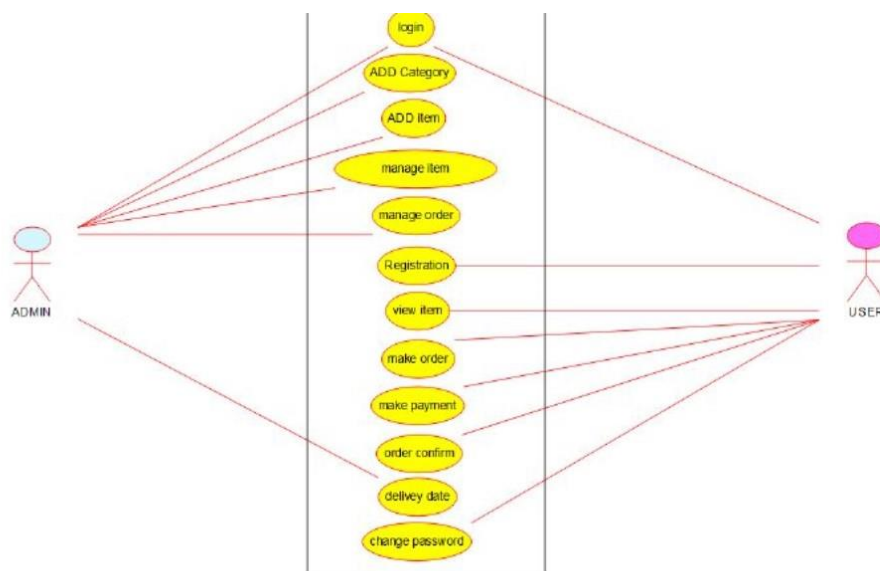 login
ADD Category
ADD item
manage item
manage order
Registration
view item
make order
make payment
order confirm
delivey date
change password
ADMIN
USER